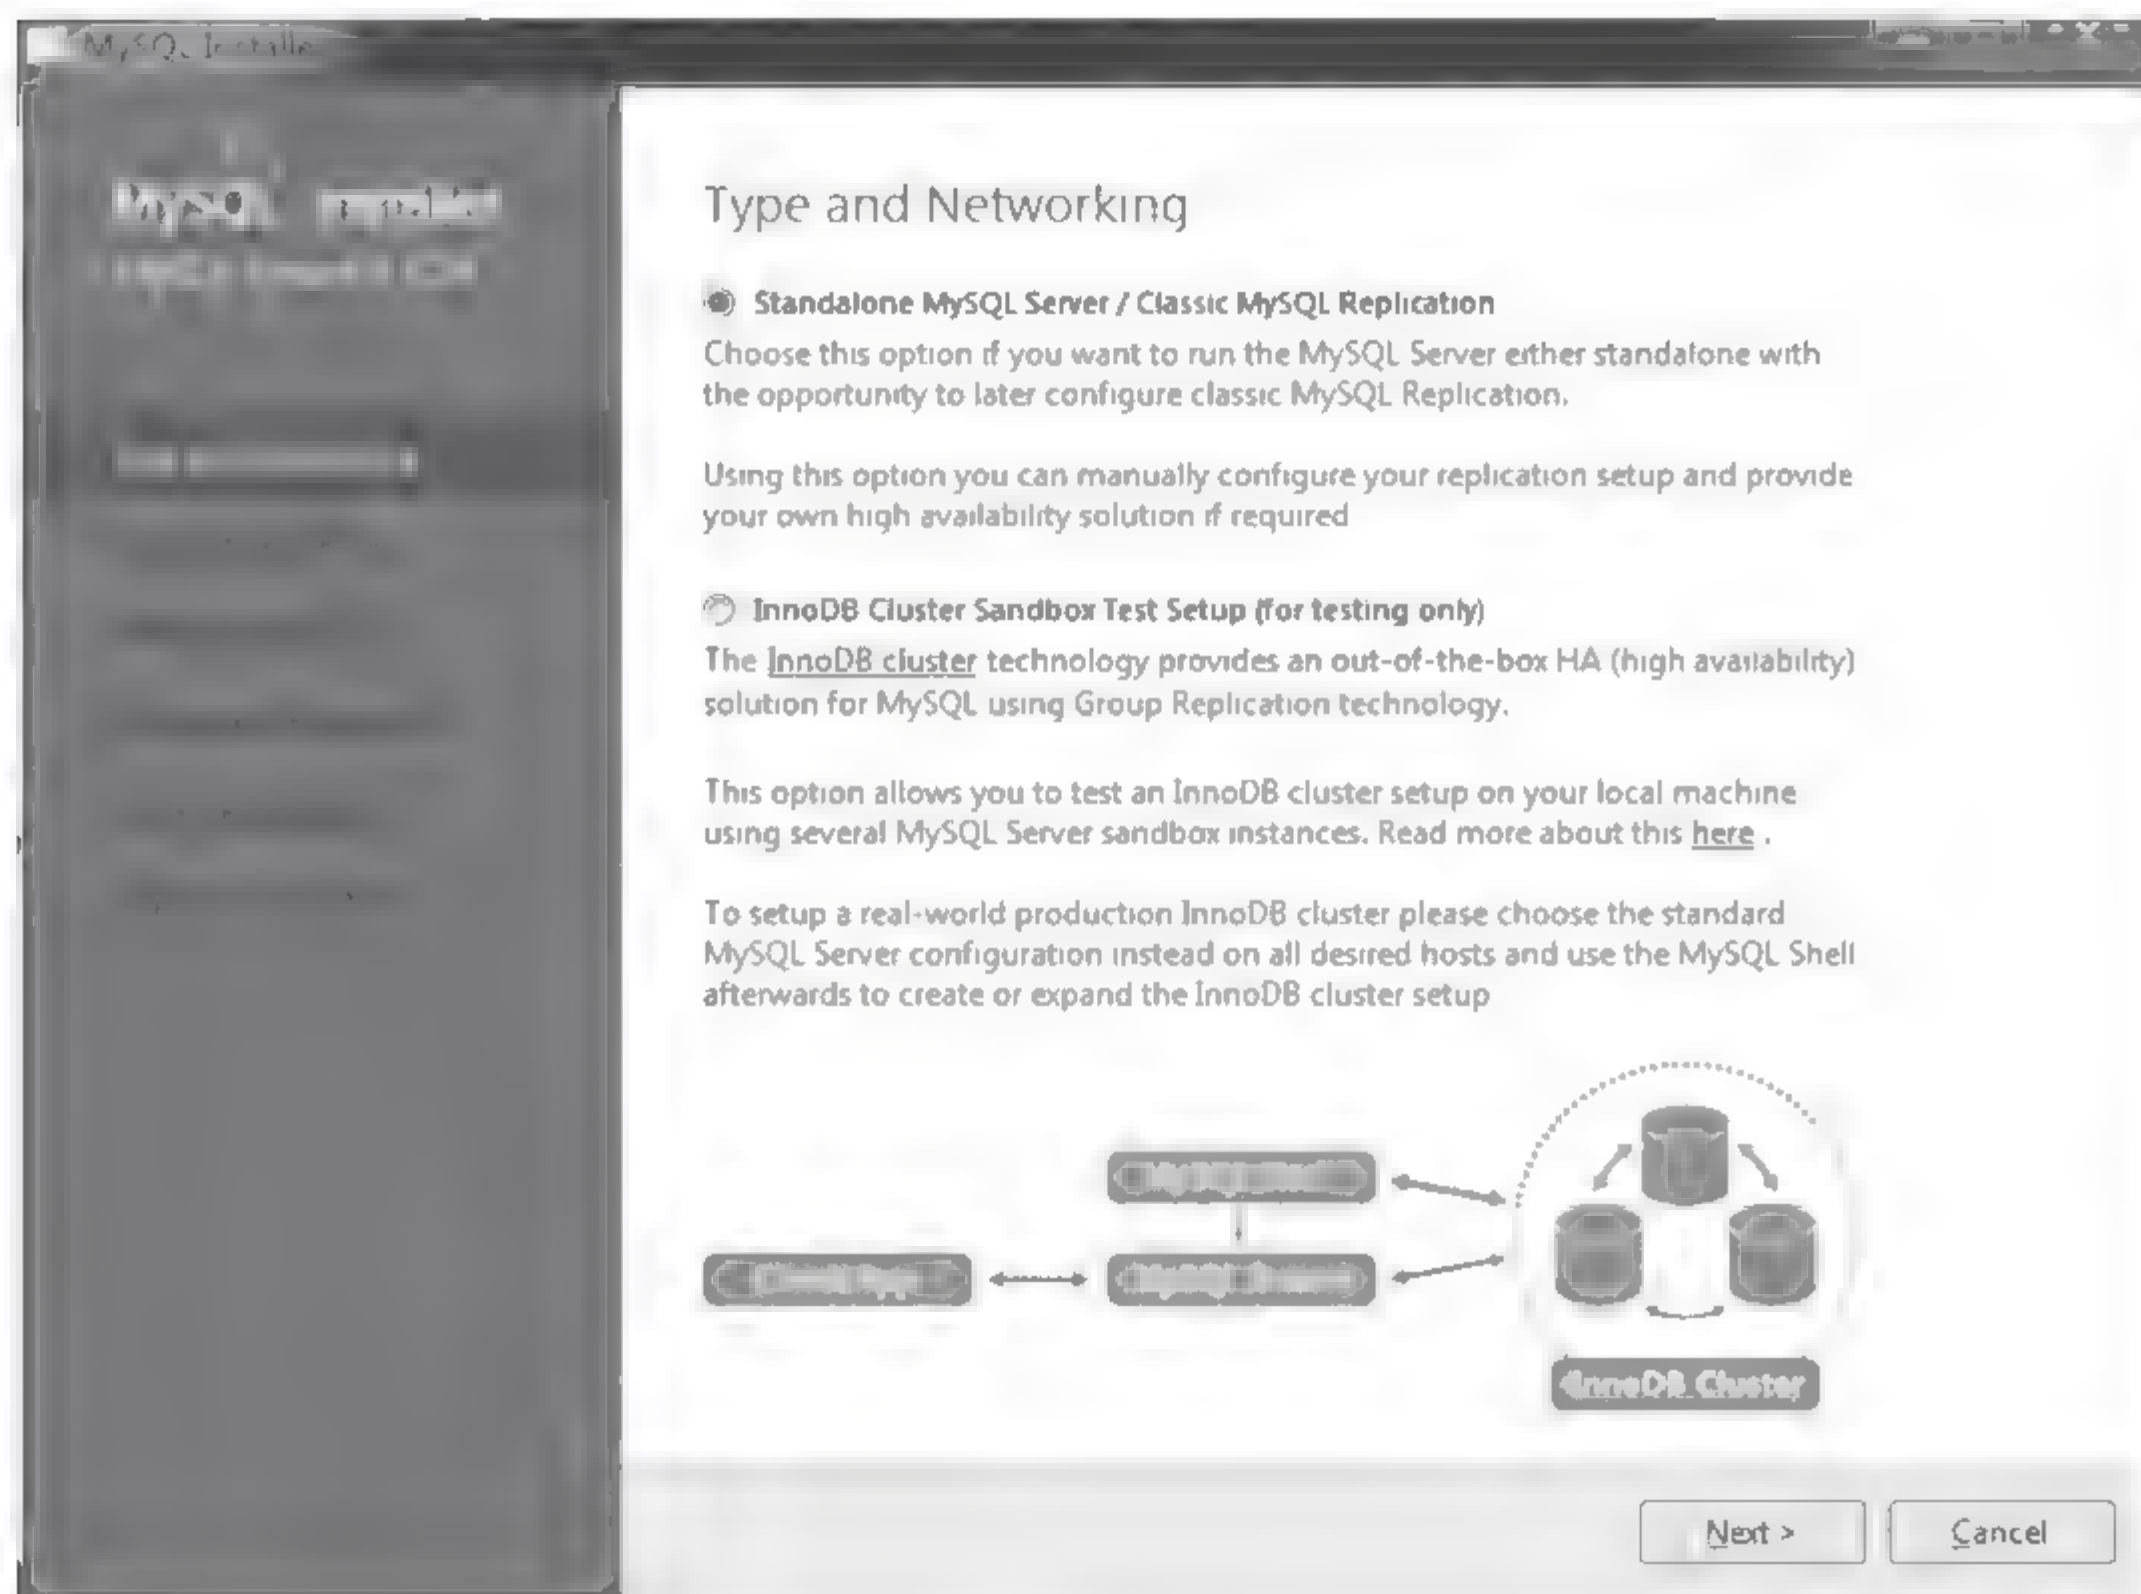 MySQL Installer
MySQL
Type and Networking
Standalone MySQL Server / Classic MySQL Replication
Choose this option if you want to run the MySQL Server either standalone with
the opportunity to later configure classic MySQL Replication.
Using this option you can manually configure your replication setup and provide
your own high availability solution if required
InnoDB Cluster Sandbox Test Setup (for testing only)
The InnoDB cluster technology provides an out-of-the-box HA (high availability)
solution for MySQL using Group Replication technology.
This option allows you to test an InnoDB cluster setup on your local machine
using several MySQL Server sandbox instances. Read more about this here .
To setup a real-world production InnoDB cluster please choose the standard
MySQL Server configuration instead on all desired hosts and use the MySQL Shell
afterwards to create or expand the InnoDB cluster setup
InnoDB Cluster
Next >
Cancel